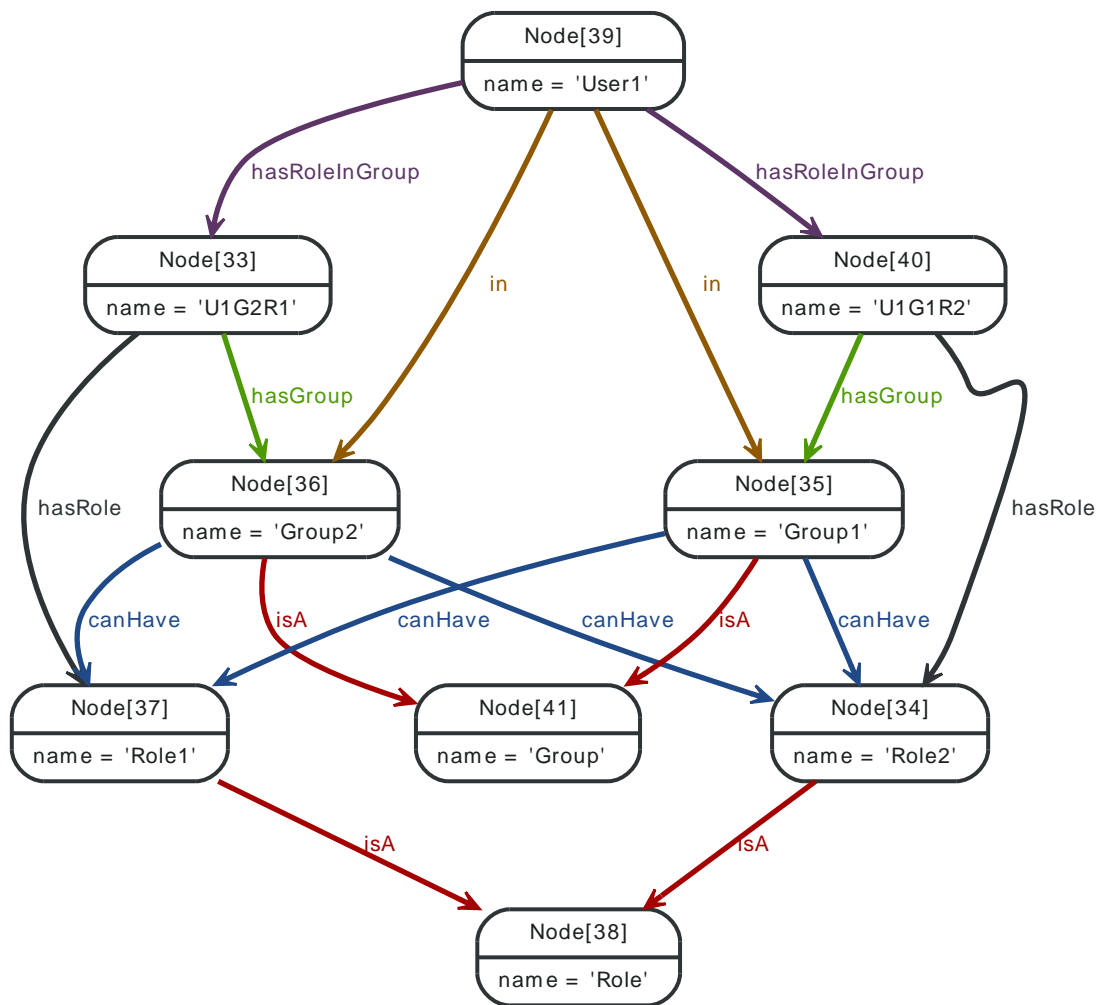 Node[39]
name = 'User1'
hasRoleInGroup
hasRoleInGroup
Node[33]
name = 'U1G2R1'
Node[40]
name = 'U1G1R2'
in
in
hasGroup
hasGroup
Node[36]
name = 'Group2'
Node[35]
name = 'Group1'
hasRole
hasRole
canHave
isA
canHave
canHave
isA
canHave
Node[37]
name = 'Role1'
Node[41]
name = 'Group'
Node[34]
name = 'Role2'
isA
isA
Node[38]
name = 'Role'